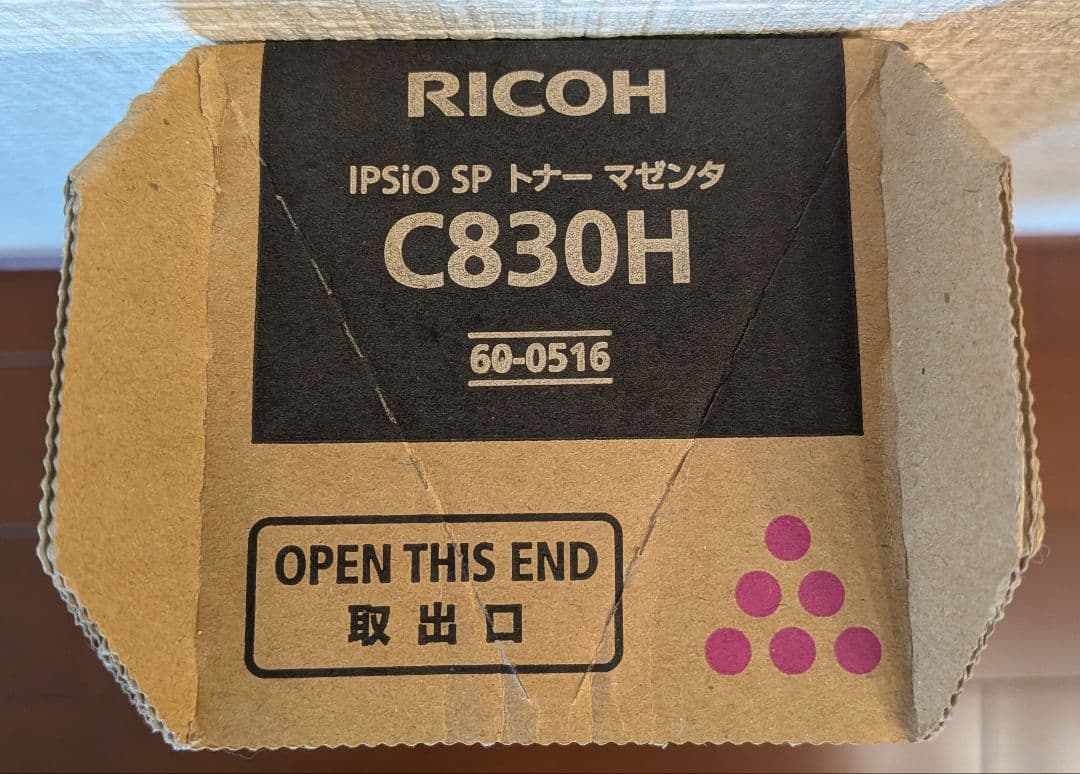 RICOH
IPSiO SP トナー マゼンタ
C830H
60-0516
OPEN THIS END
取出口